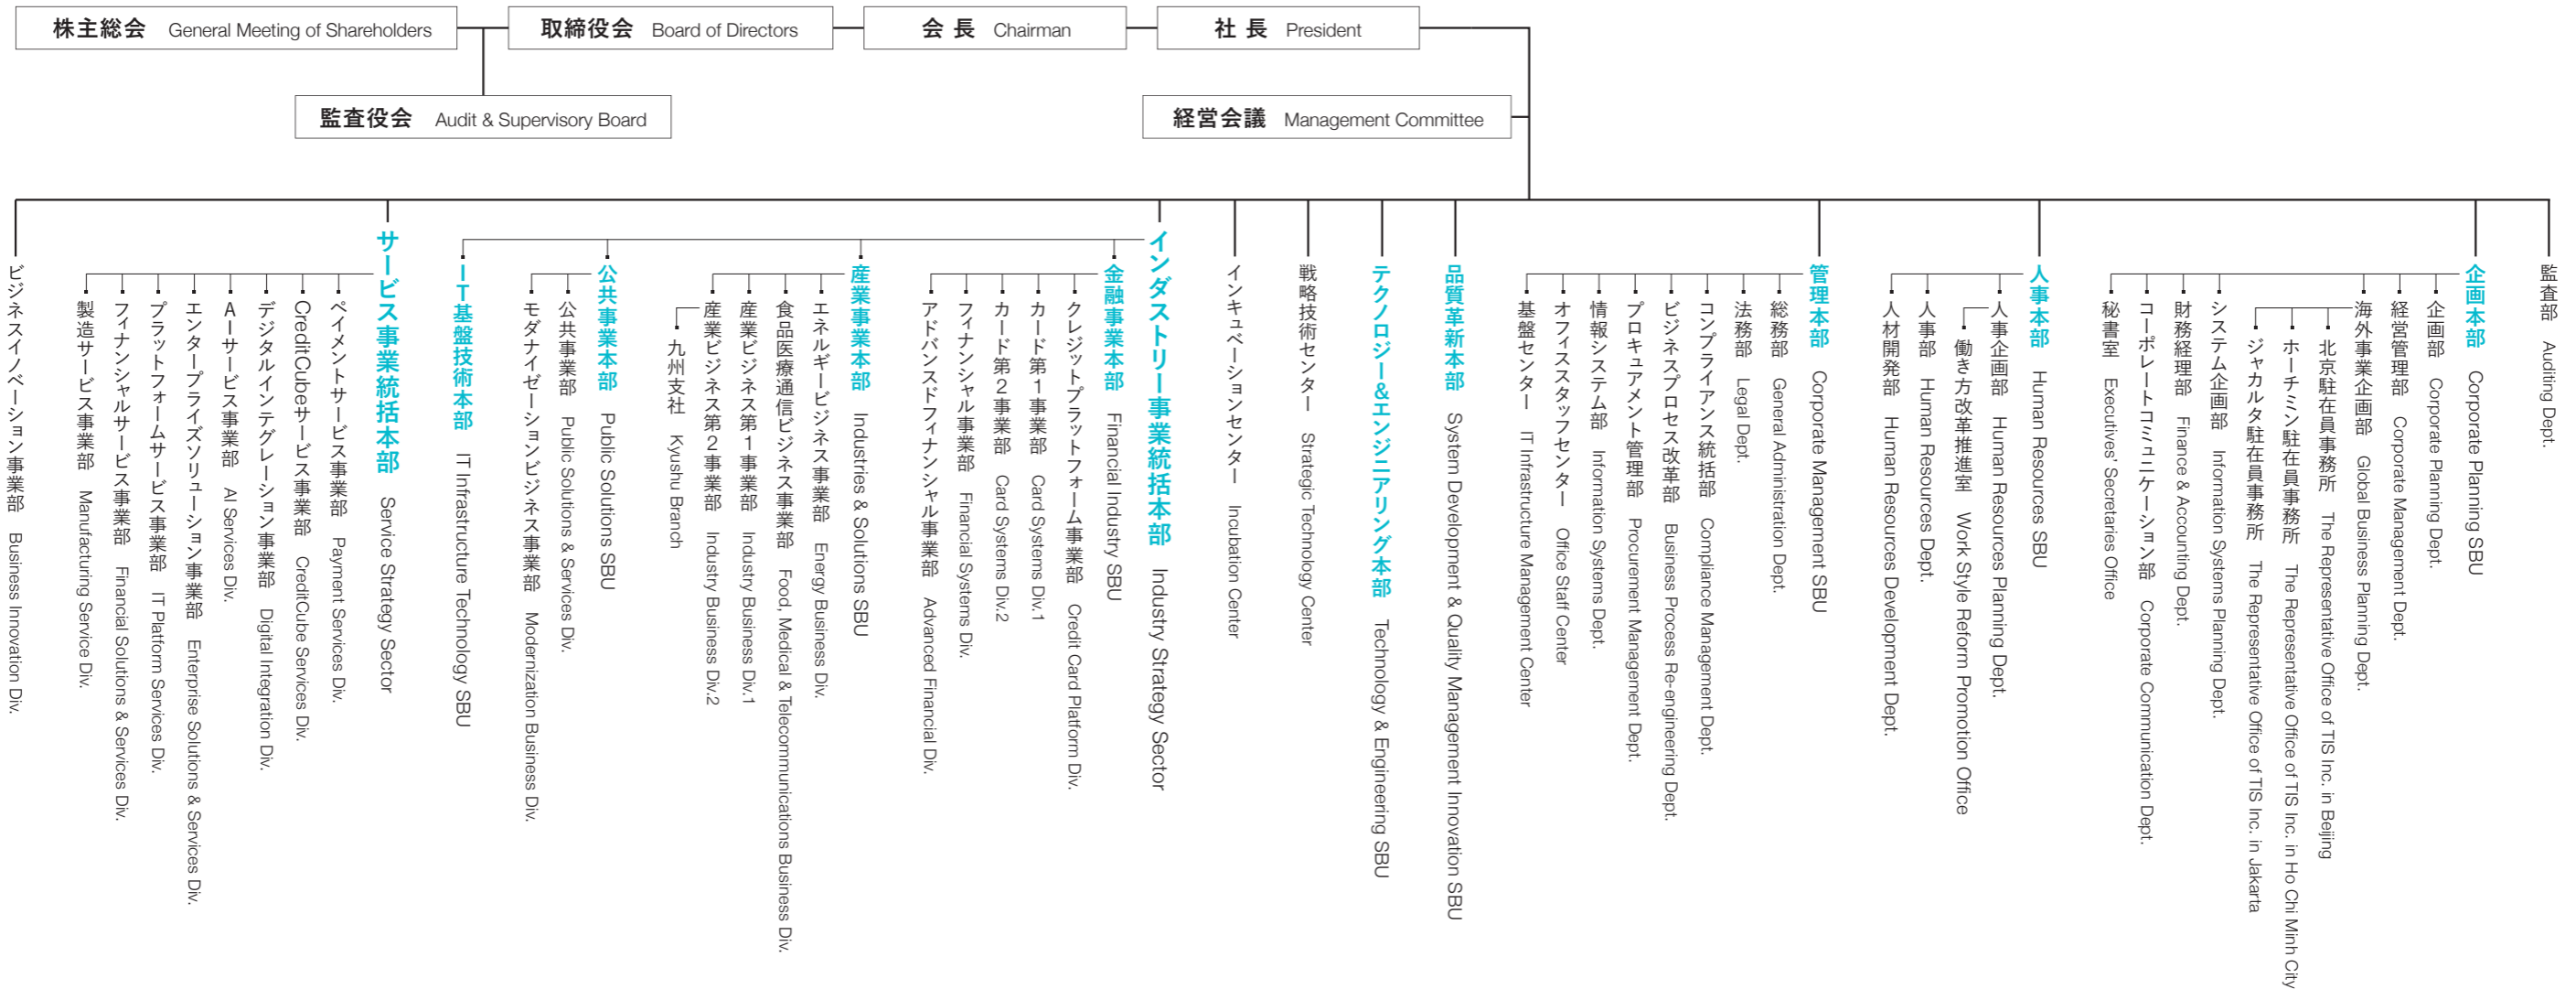 株主総会 General Meeting of Shareholders
取締役会 Board of Directors
会 長 Chairman
社 長 President
監査役会 Audit & Supervisory Board
経営会議 Management Committee
監査部 Auditing Dept.
企画本部 Corporate Planning SBU
企画部 Corporate Planning Dept.
経営管理部 Corporate Management Dept.
海外事業企画部 Global Business Planning Dept.
北京駐在員事務所 The Representative Office of TIS Inc. in Beijing
ホーチミン駐在員事務所 The Representative Office of TIS Inc. in Ho Chi Minh City
ジャカルタ駐在員事務所 The Representative Office of TIS Inc. in Jakarta
システム企画部 Information Systems Planning Dept.
財務経理部 Finance & Accounting Dept.
コーポレートコミュニケーション部 Corporate Communication Dept.
秘書室 Executives' Secretaries Office
人事本部 Human Resources SBU
人事企画部 Human Resources Planning Dept.
働き方改革推進室 Work Style Reform Promotion Office
人事部 Human Resources Dept.
人材開発部 Human Resources Development Dept.
管理本部 Corporate Management SBU
総務部 General Administration Dept.
法務部 Legal Dept.
コンプライアンス統括部 Compliance Management Dept.
ビジネスプロセス改革部 Business Process Re-engineering Dept.
プロキュアメント管理部 Procurement Management Dept.
情報システム部 Information Systems Dept.
オフィススタッフセンター Office Staff Center
基盤センター IT Infrastructure Management Center
品質革新本部 System Development & Quality Management Innovation SBU
テクノロジー&エンジニアリング本部 Technology & Engineering SBU
戦略技術センター Strategic Technology Center
インキュベーションセンター Incubation Center
インダストリー事業統括本部 Industry Strategy Sector
金融事業本部 Financial Industry SBU
クレジットプラットフォーム事業部 Credit Card Platform Div.
カード第1事業部 Card Systems Div.1
カード第2事業部 Card Systems Div.2
フィナンシャル事業部 Financial Systems Div.
アドバンスドフィナンシャル事業部 Advanced Financial Div.
産業事業本部 Industries & Solutions SBU
エネルギービジネス事業部 Energy Business Div.
食品医療通信ビジネス事業部 Food, Medical & Telecommunications Business Div.
産業ビジネス第1事業部 Industry Business Div.1
産業ビジネス第2事業部 Industry Business Div.2
九州支社 Kyushu Branch
公共事業本部 Public Solutions SBU
公共事業部 Public Solutions & Services Div.
モダナイゼーションビジネス事業部 Modernization Business Div.
IT基盤技術本部 IT Infrastructure Technology SBU
サービス事業統括本部 Service Strategy Sector
ペイメントサービス事業部 Payment Services Div.
CreditCubeサービス事業部 CreditCube Services Div.
デジタルインテグレーション事業部 Digital Integration Div.
AIサービス事業部 AI Services Div.
エンタープライズソリューション事業部 Enterprise Solutions & Services Div.
プラットフォームサービス事業部 IT Platform Services Div.
フィナンシャルサービス事業部 Financial Solutions & Services Div.
製造サービス事業部 Manufacturing Service Div.
ビジネスイノベーション事業部 Business Innovation Div.